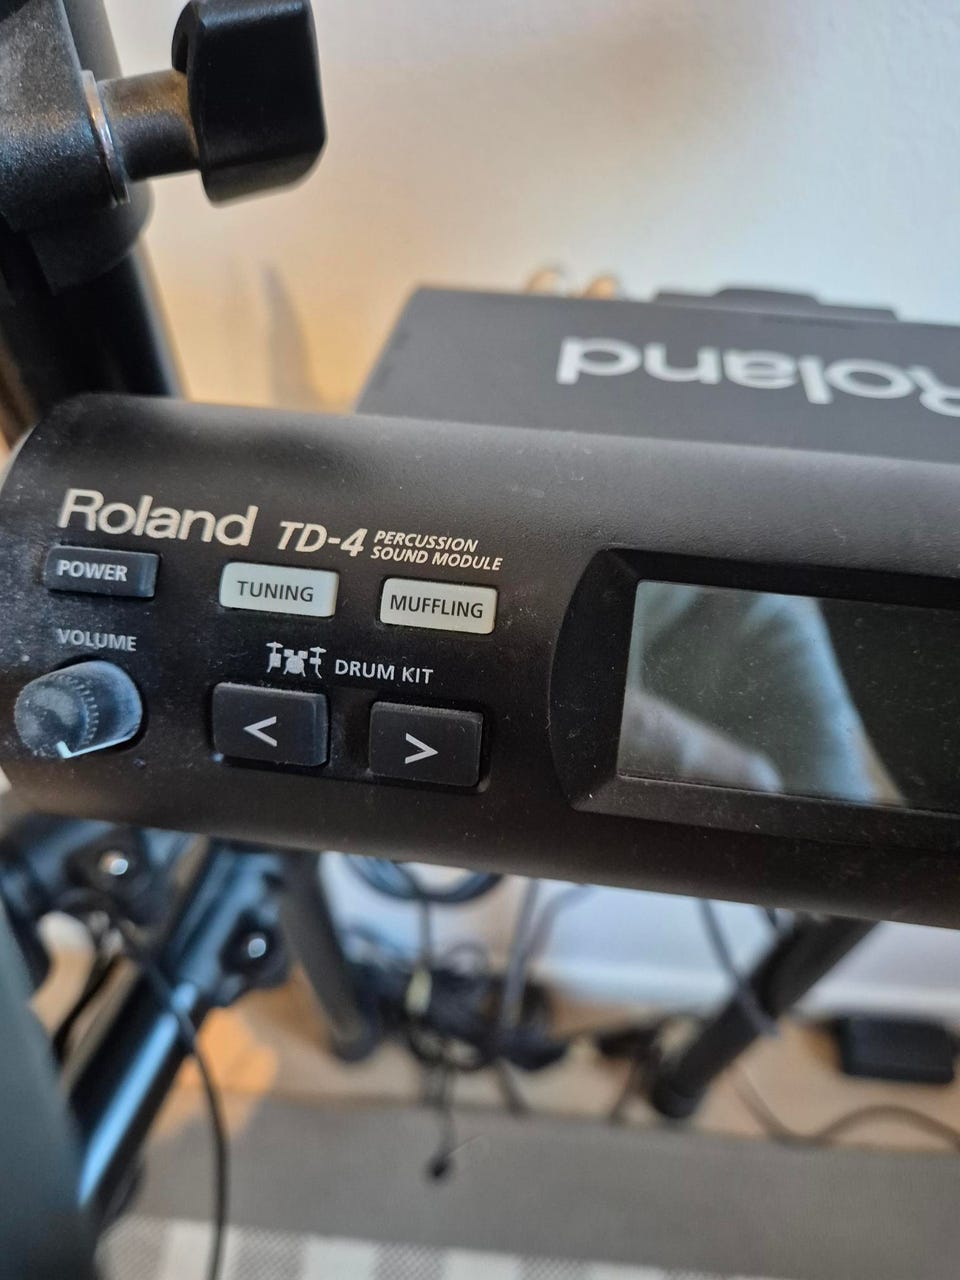 Roland
Roland TD-4 PERCUSSION
SOUND MODULE
POWER
TUNING
MUFFLING
VOLUME
DRUM KIT
< >